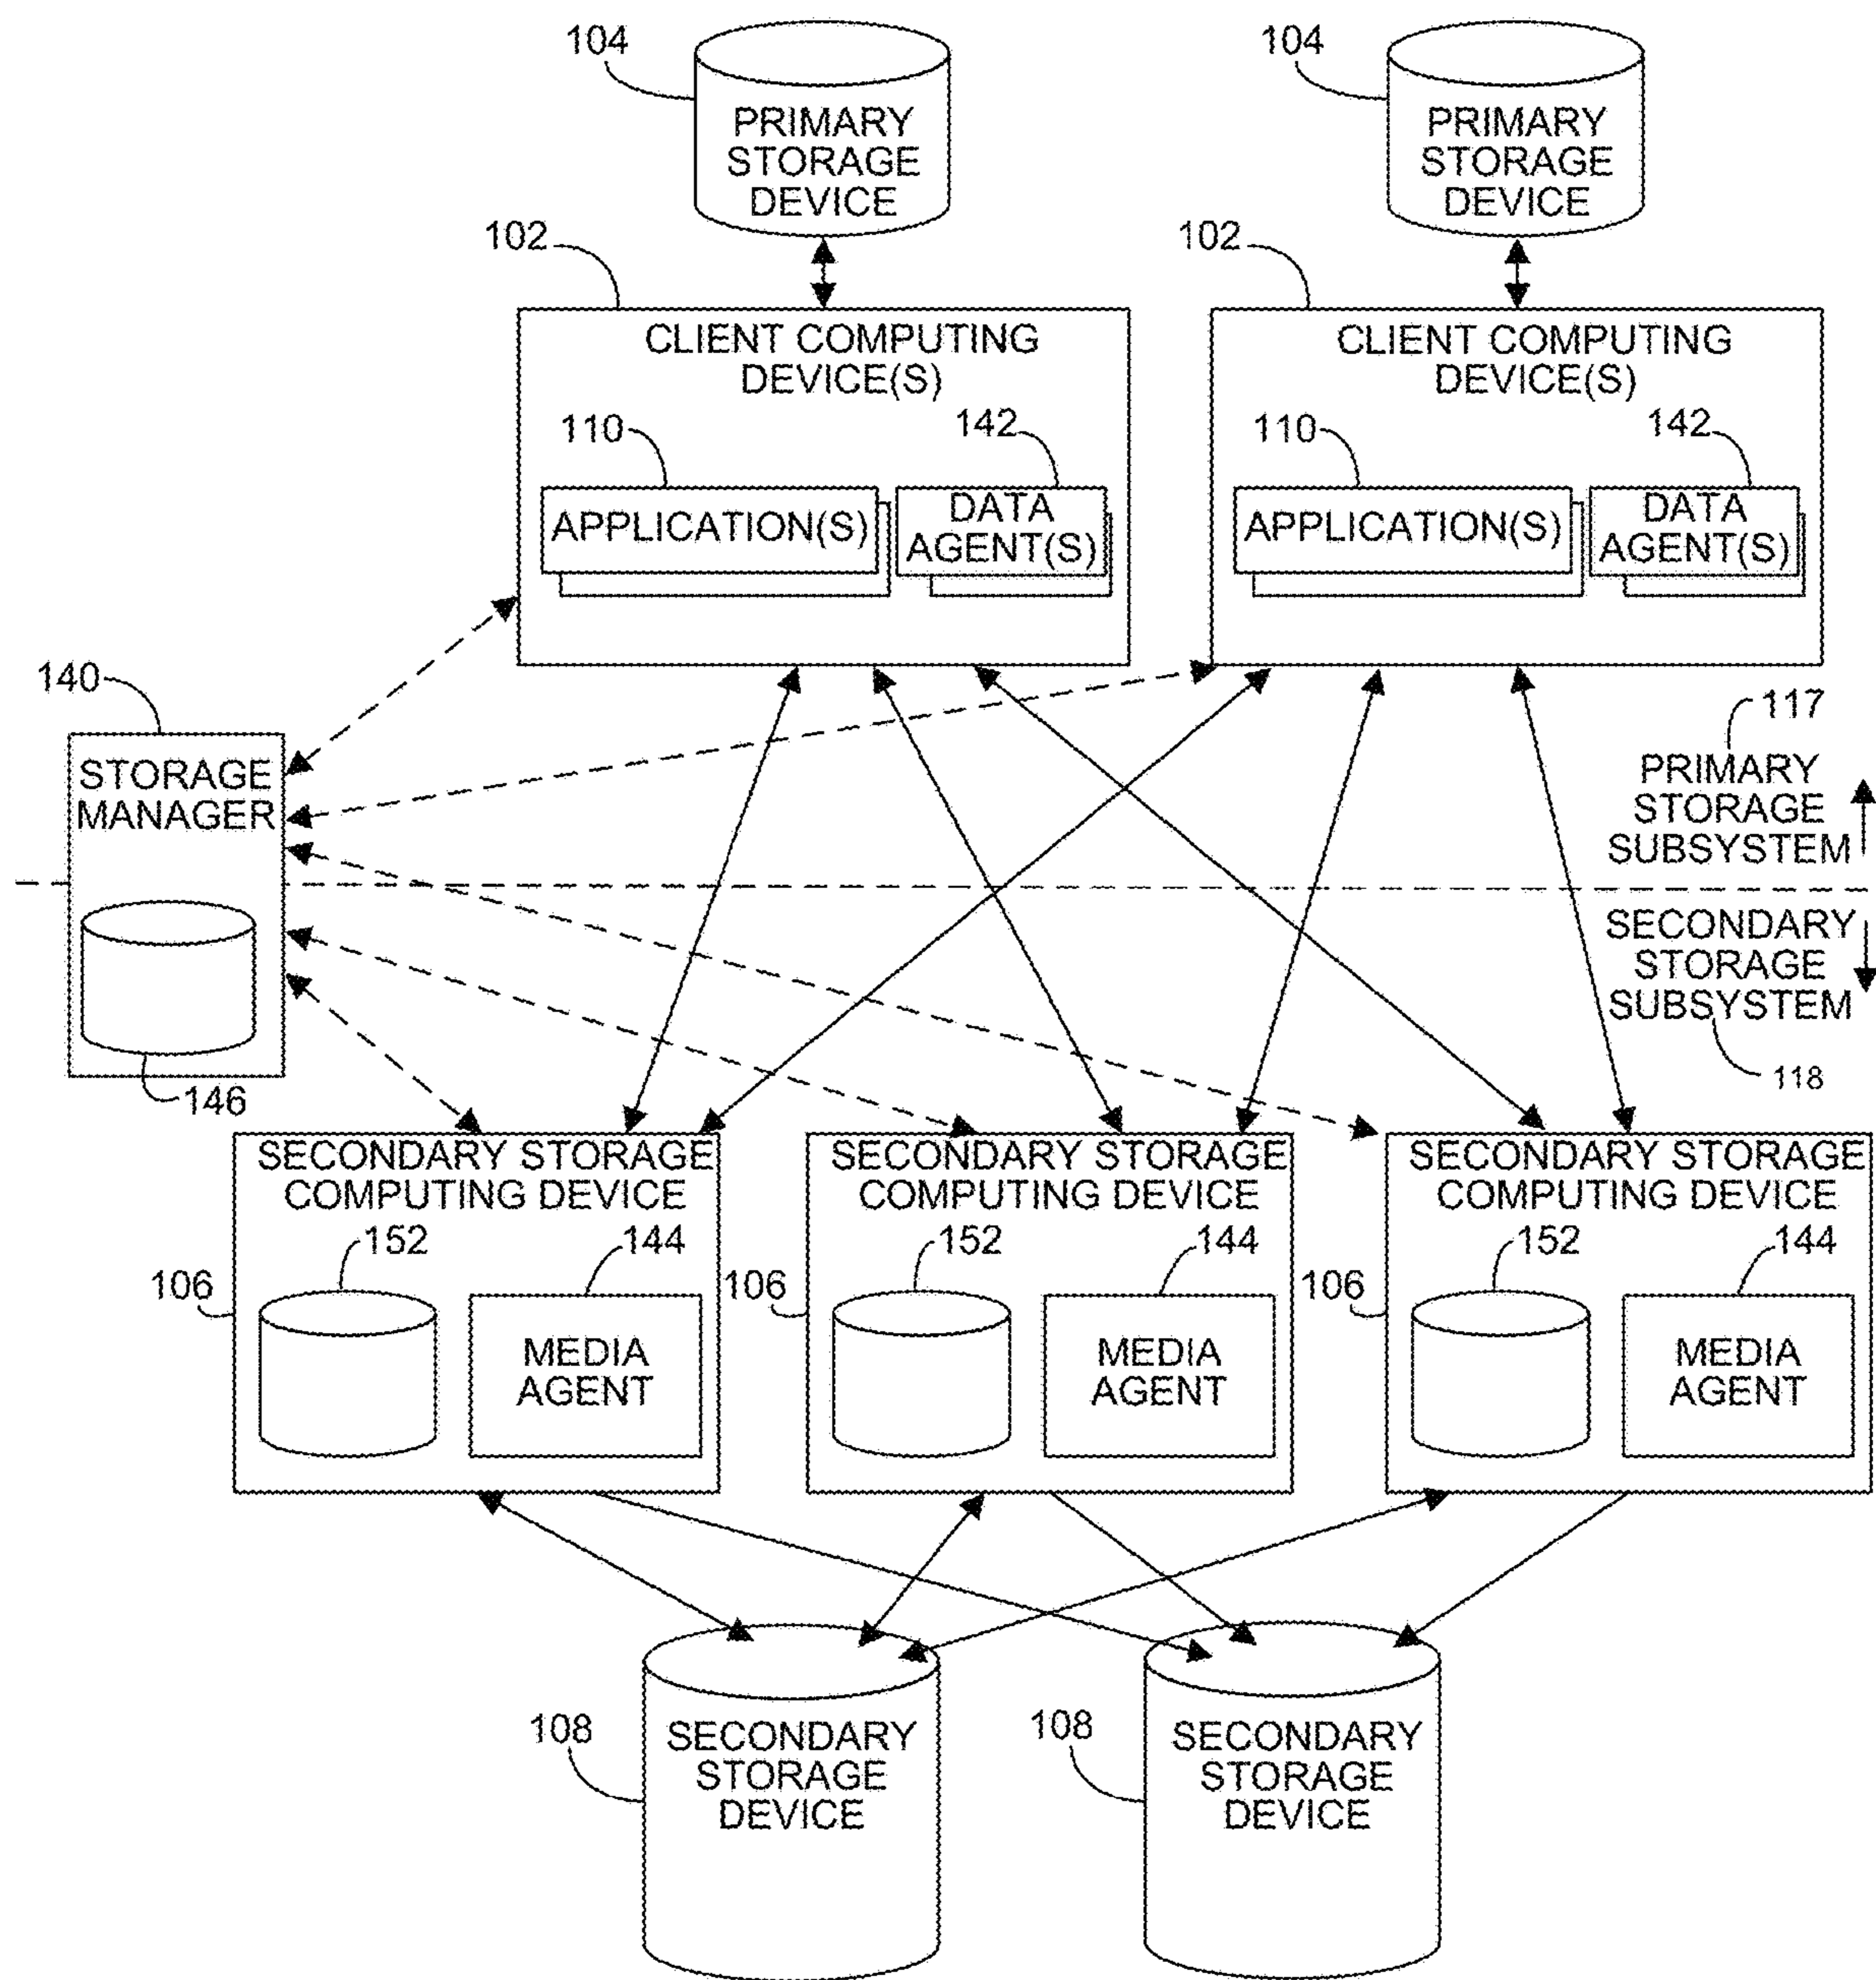 104
PRIMARY
STORAGE
DEVICE
104
PRIMARY
STORAGE
DEVICE
102
CLIENT COMPUTING
DEVICE(S)
110
APPLICATION(S)
142
DATA
AGENT(S)
102
CLIENT COMPUTING
DEVICE(S)
110
APPLICATION(S)
142
DATA
AGENT(S)
140
STORAGE
MANAGER
146
117
PRIMARY
STORAGE
SUBSYSTEM
SECONDARY
STORAGE
SUBSYSTEM
118
SECONDARY STORAGE
COMPUTING DEVICE
152
144
106
MEDIA
AGENT
SECONDARY STORAGE
COMPUTING DEVICE
152
144
106
MEDIA
AGENT
SECONDARY STORAGE
COMPUTING DEVICE
152
144
106
MEDIA
AGENT
108
SECONDARY
STORAGE
DEVICE
108
SECONDARY
STORAGE
DEVICE